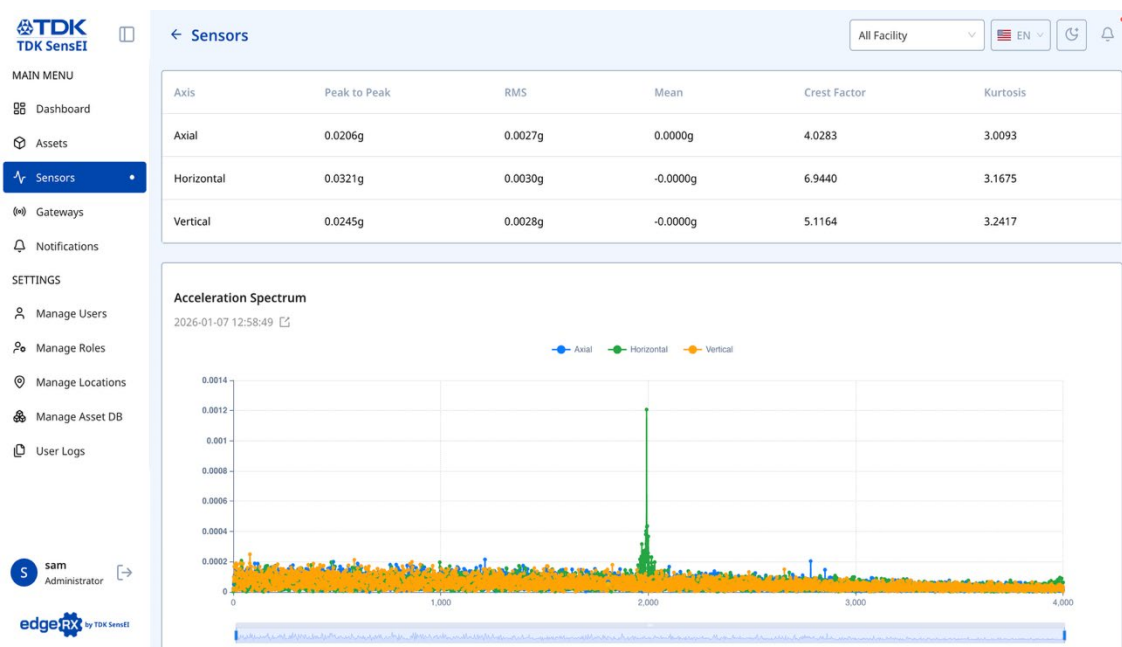 TDK
TDK SensEI
MAIN MENU
Dashboard
Assets
Sensors
Gateways
Notifications
SETTINGS
Manage Users
Manage Roles
Manage Locations
Manage Asset DB
User Logs
S
sam
Administrator
edgeRX by TDK SensEI
Sensors
All Facility
EN
Axis Peak to Peak RMS Mean Crest Factor Kurtosis
Axial 0.0206g 0.0027g 0.0000g 4.0283 3.0093
Horizontal 0.0321g 0.0030g -0.0000g 6.9440 3.1675
Vertical 0.0245g 0.0028g -0.0000g 5.1164 3.2417
Acceleration Spectrum
2026-01-07 12:58:49
Axial Horizontal Vertical
0.0014
0.0012
0.001
0.0008
0.0006
0.0004
0.0002
0
0 1,000 2,000 3,000 4,000